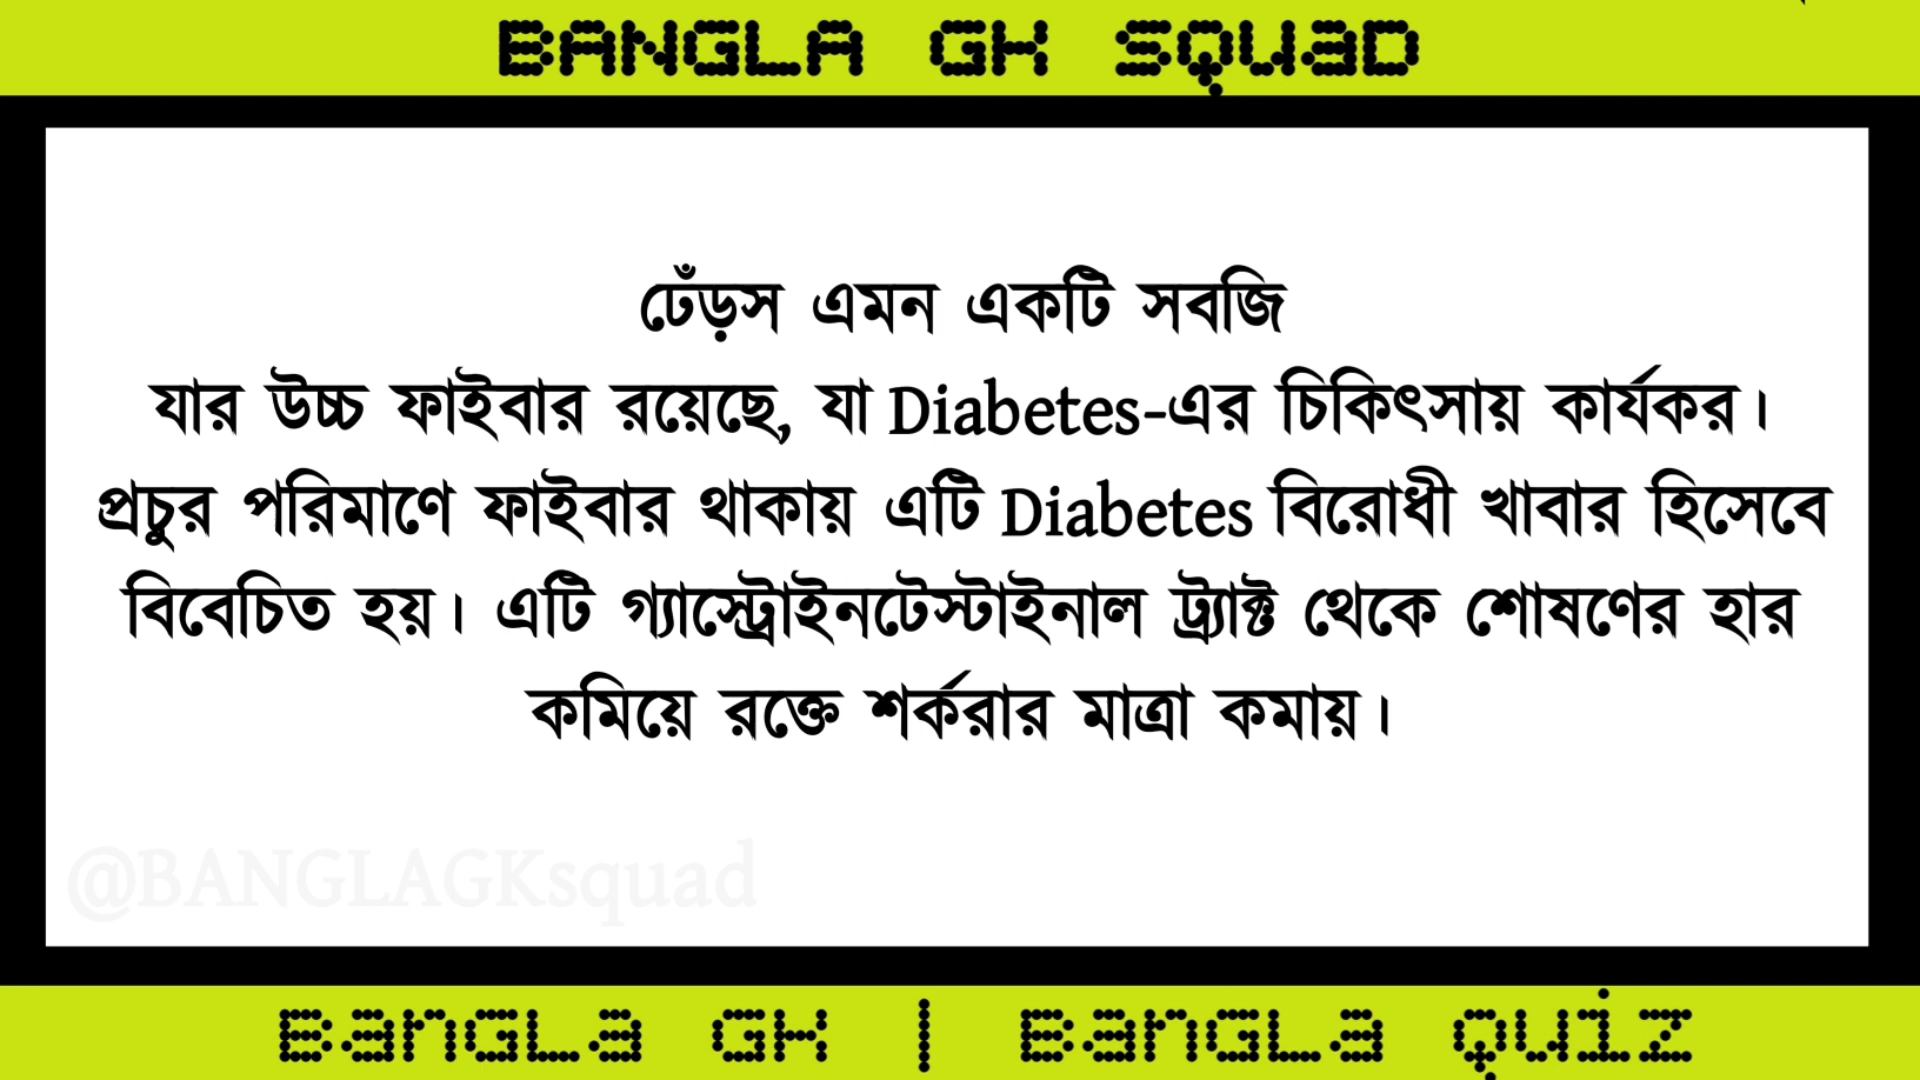 BANGLA GK SQUAD
ঢেঁড়স এমন একটি সবজি
যার উচ্চ ফাইবার রয়েছে, যা Diabetes-এর চিকিৎসায় কার্যকর।
প্রচুর পরিমাণে ফাইবার থাকায় এটি Diabetes বিরোধী খাবার হিসেবে
বিবেচিত হয়। এটি গ্যাস্ট্রোইনটেস্টাইনাল ট্র্যাক্ট থেকে শোষণের হার
কমিয়ে রক্তে শর্করার মাত্রা কমায়।
@BANGLAGKsquad
Bangla GK | Bangla Quiz